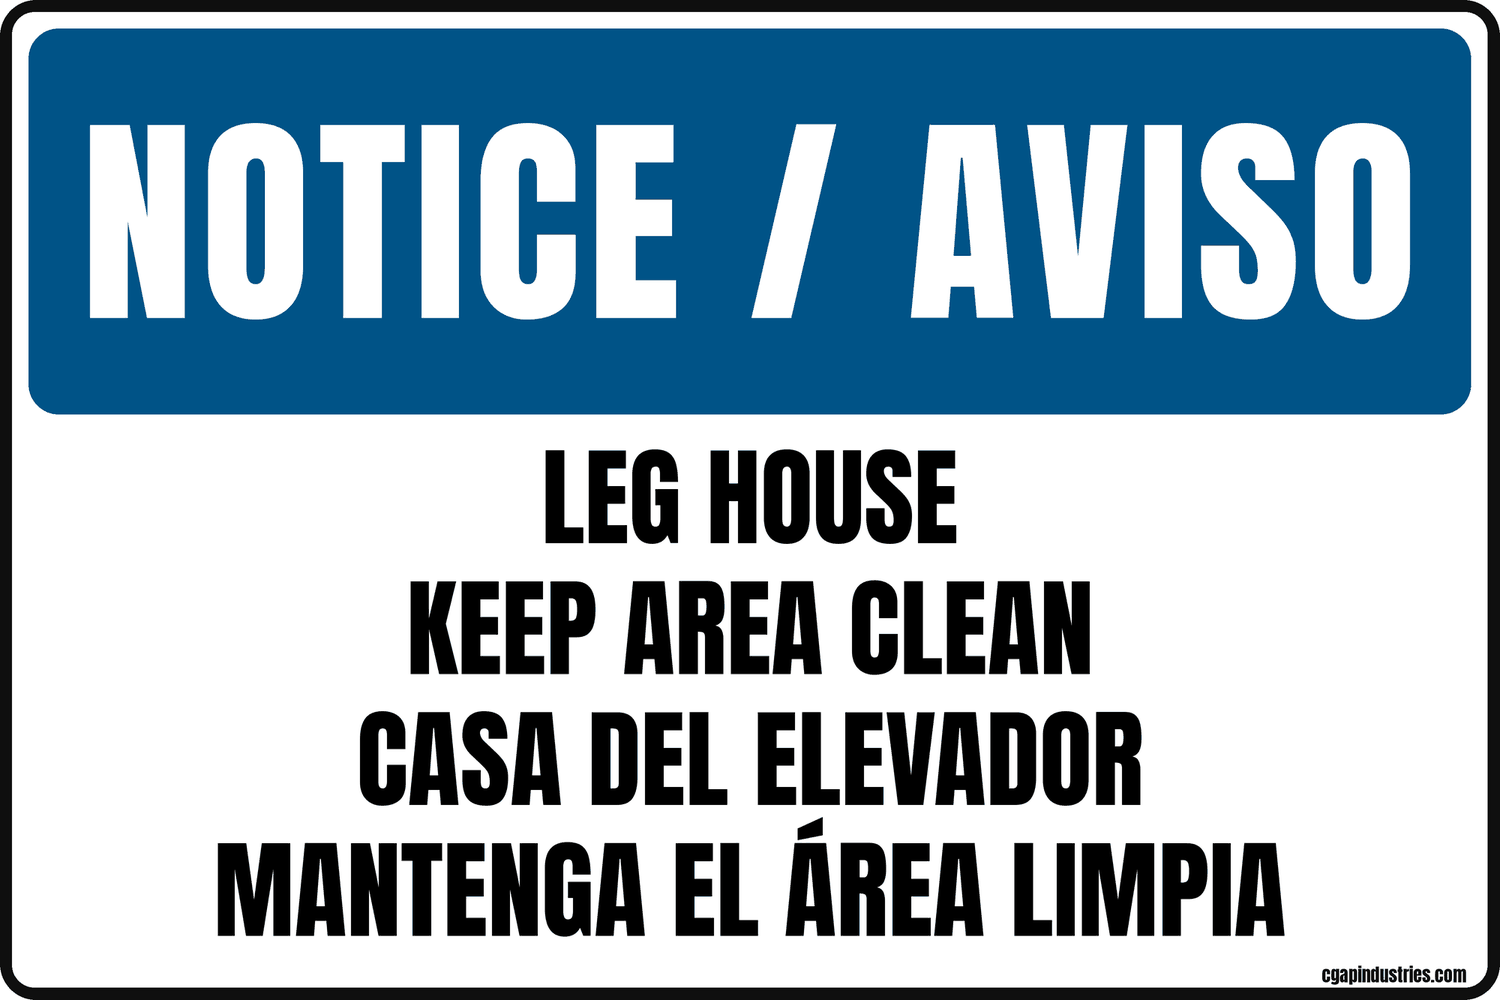 NOTICE / AVISO
LEG HOUSE
KEEP AREA CLEAN
CASA DEL ELEVADOR
MANTENGA EL ÁREA LIMPIA
cgapindustries.com